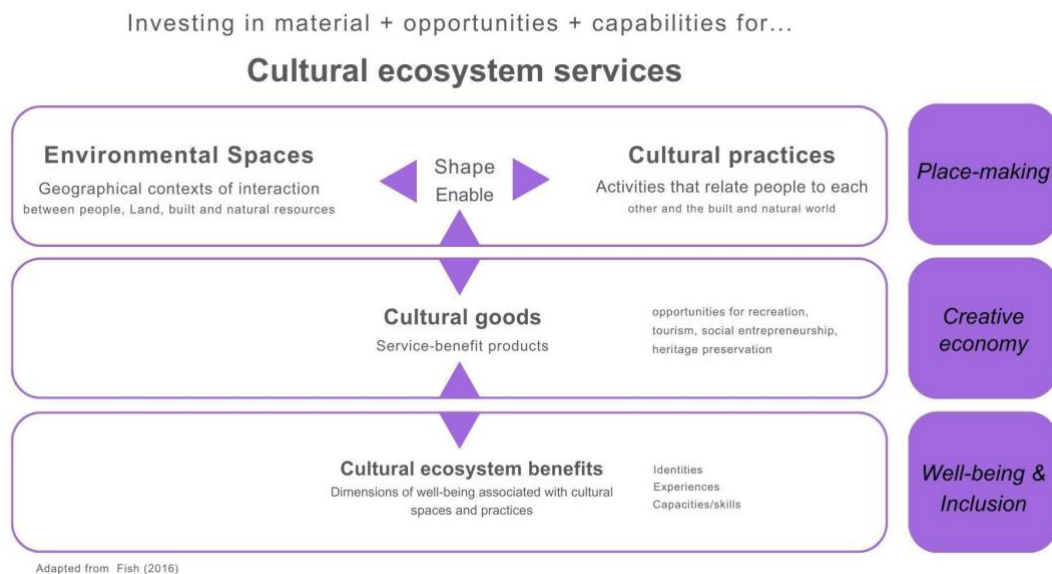 Investing in material + opportunities + capabilities for...
Cultural ecosystem services
Environmental Spaces
Geographical contexts of interaction
between people, Land, built and natural resources
Shape
Enable
Cultural practices
Activities that relate people to each
other and the built and natural world
Place-making
Cultural goods
Service-benefit products
opportunities for recreation,
tourism, social entrepreneurship,
heritage preservation
Creative
economy
Cultural ecosystem benefits
Dimensions of well-being associated with cultural
spaces and practices
Identities
Experiences
Capacities/skills
Well-being &
Inclusion
Adapted from Fish (2016)